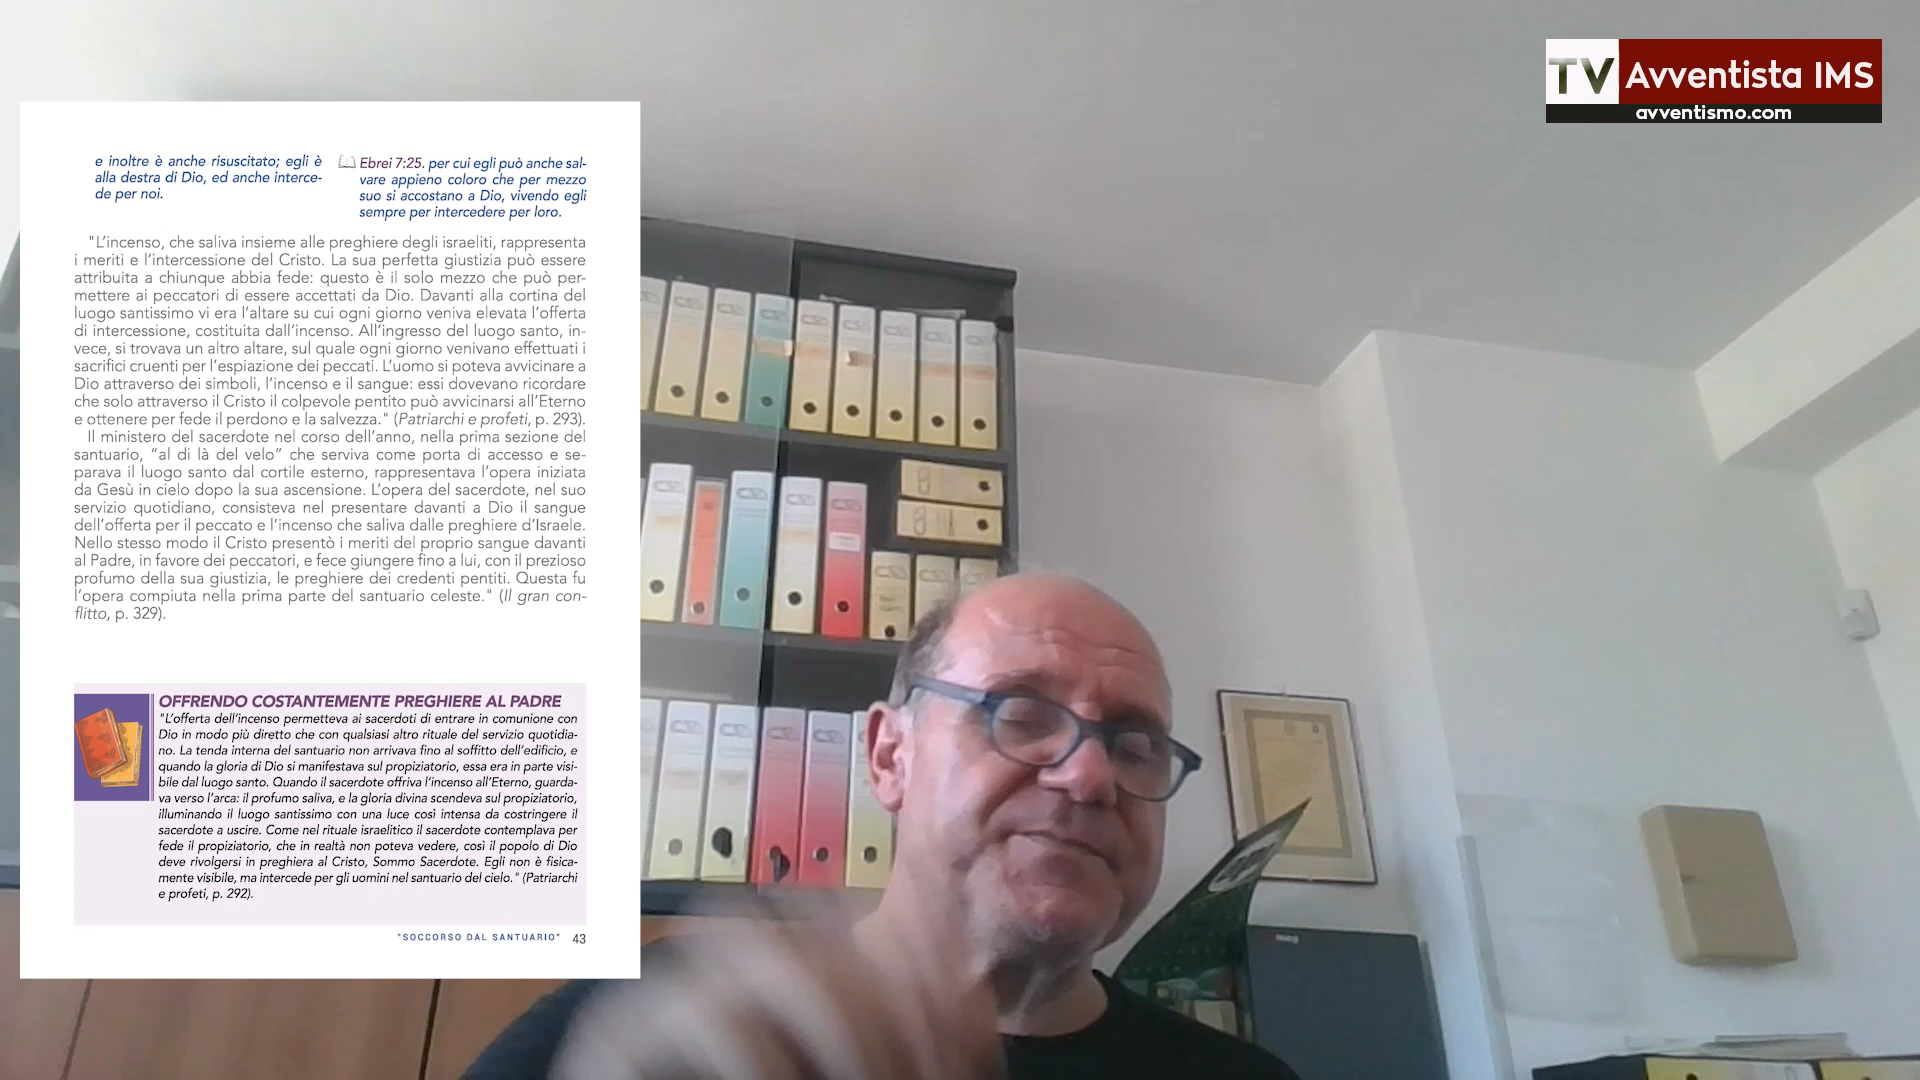 TV Avventista IMS
avventismo.com
e inoltre è anche risuscitato; egli è
alla destra di Dio, ed anche interce-
de per noi.
Ebrei 7:25. per cui egli può anche sal-
vare appieno coloro che per mezzo
suo si accostano a Dio, vivendo egli
sempre per intercedere per loro.
"L'incenso, che saliva insieme alle preghiere degli israeliti, rappresenta
i meriti e l'intercessione del Cristo. La sua perfetta giustizia può essere
attribuita a chiunque abbia fede: questo è il solo mezzo che può per-
mettere ai peccatori di essere accettati da Dio. Davanti alla cortina del
luogo santissimo vi era l'altare su cui ogni giorno veniva elevata l'offerta
di intercessione, costituita dall'incenso. All'ingresso del luogo santo, in-
vece, si trovava un altro altare, sul quale ogni giorno venivano effettuati i
sacrifici cruenti per l'espiazione dei peccati. L'uomo si poteva avvicinare a
Dio attraverso dei simboli, l'incenso e il sangue: essi dovevano ricordare
che solo attraverso il Cristo il colpevole pentito può avvicinarsi all'Eterno
e ottenere per fede il perdono e la salvezza." (Patriarchi e profeti, p. 293).
Il ministero del sacerdote nel corso dell'anno, nella prima sezione del
santuario, "al di là del velo" che serviva come porta di accesso e se-
parava il luogo santo dal cortile esterno, rappresentava l'opera iniziata
da Gesù in cielo dopo la sua ascensione. L'opera del sacerdote, nel suo
servizio quotidiano, consisteva nel presentare davanti a Dio il sangue
dell'offerta per il peccato e l'incenso che saliva dalle preghiere d'Israele.
Nello stesso modo il Cristo presentò i meriti del proprio sangue davanti
al Padre, in favore dei peccatori, e fece giungere fino a lui, con il prezioso
profumo della sua giustizia, le preghiere dei credenti pentiti. Questa fu
l'opera compiuta nella prima parte del santuario celeste." (Il gran con-
flitto, p. 329).
OFFRENDO COSTANTEMENTE PREGHIERE AL PADRE
"L'offerta dell'incenso permetteva ai sacerdoti di entrare in comunione con
Dio in modo più diretto che con qualsiasi altro rituale del servizio quotidia-
no. La tenda interna del santuario non arrivava fino al soffitto dell'edificio, e
quando la gloria di Dio si manifestava sul propiziatorio, essa era in parte visi-
bile dal luogo santo. Quando il sacerdote offriva l'incenso all'Eterno, guarda-
va verso l'arca: il profumo saliva, e la gloria divina scendeva sul propiziatorio,
illuminando il luogo santissimo con una luce così intensa da costringere il
sacerdote a uscire. Come nel rituale israelitico il sacerdote contemplava per
fede il propiziatorio, che in realtà non poteva vedere, così il popolo di Dio
deve rivolgersi in preghiera al Cristo, Sommo Sacerdote. Egli non è fisica-
mente visibile, ma intercede per gli uomini nel santuario del cielo." (Patriarchi
e profeti, p. 292).
"SOCCORSO DAL SANTUARIO" 43